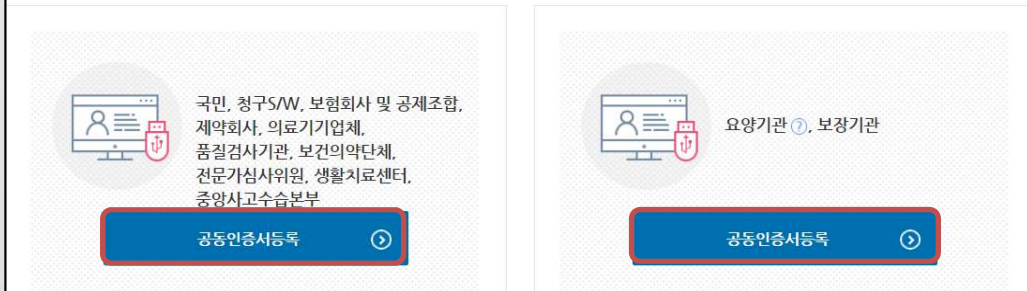 국민, 청구S/W, 보험회사 및 공제조합,
제약회사, 의료기기업체,
품질검사기관, 보건의약단체,
전문가심사위원, 생활치료센터,
중앙사고수습본부
공동인증서등록
요양기관 ?, 보장기관
공동인증서등록